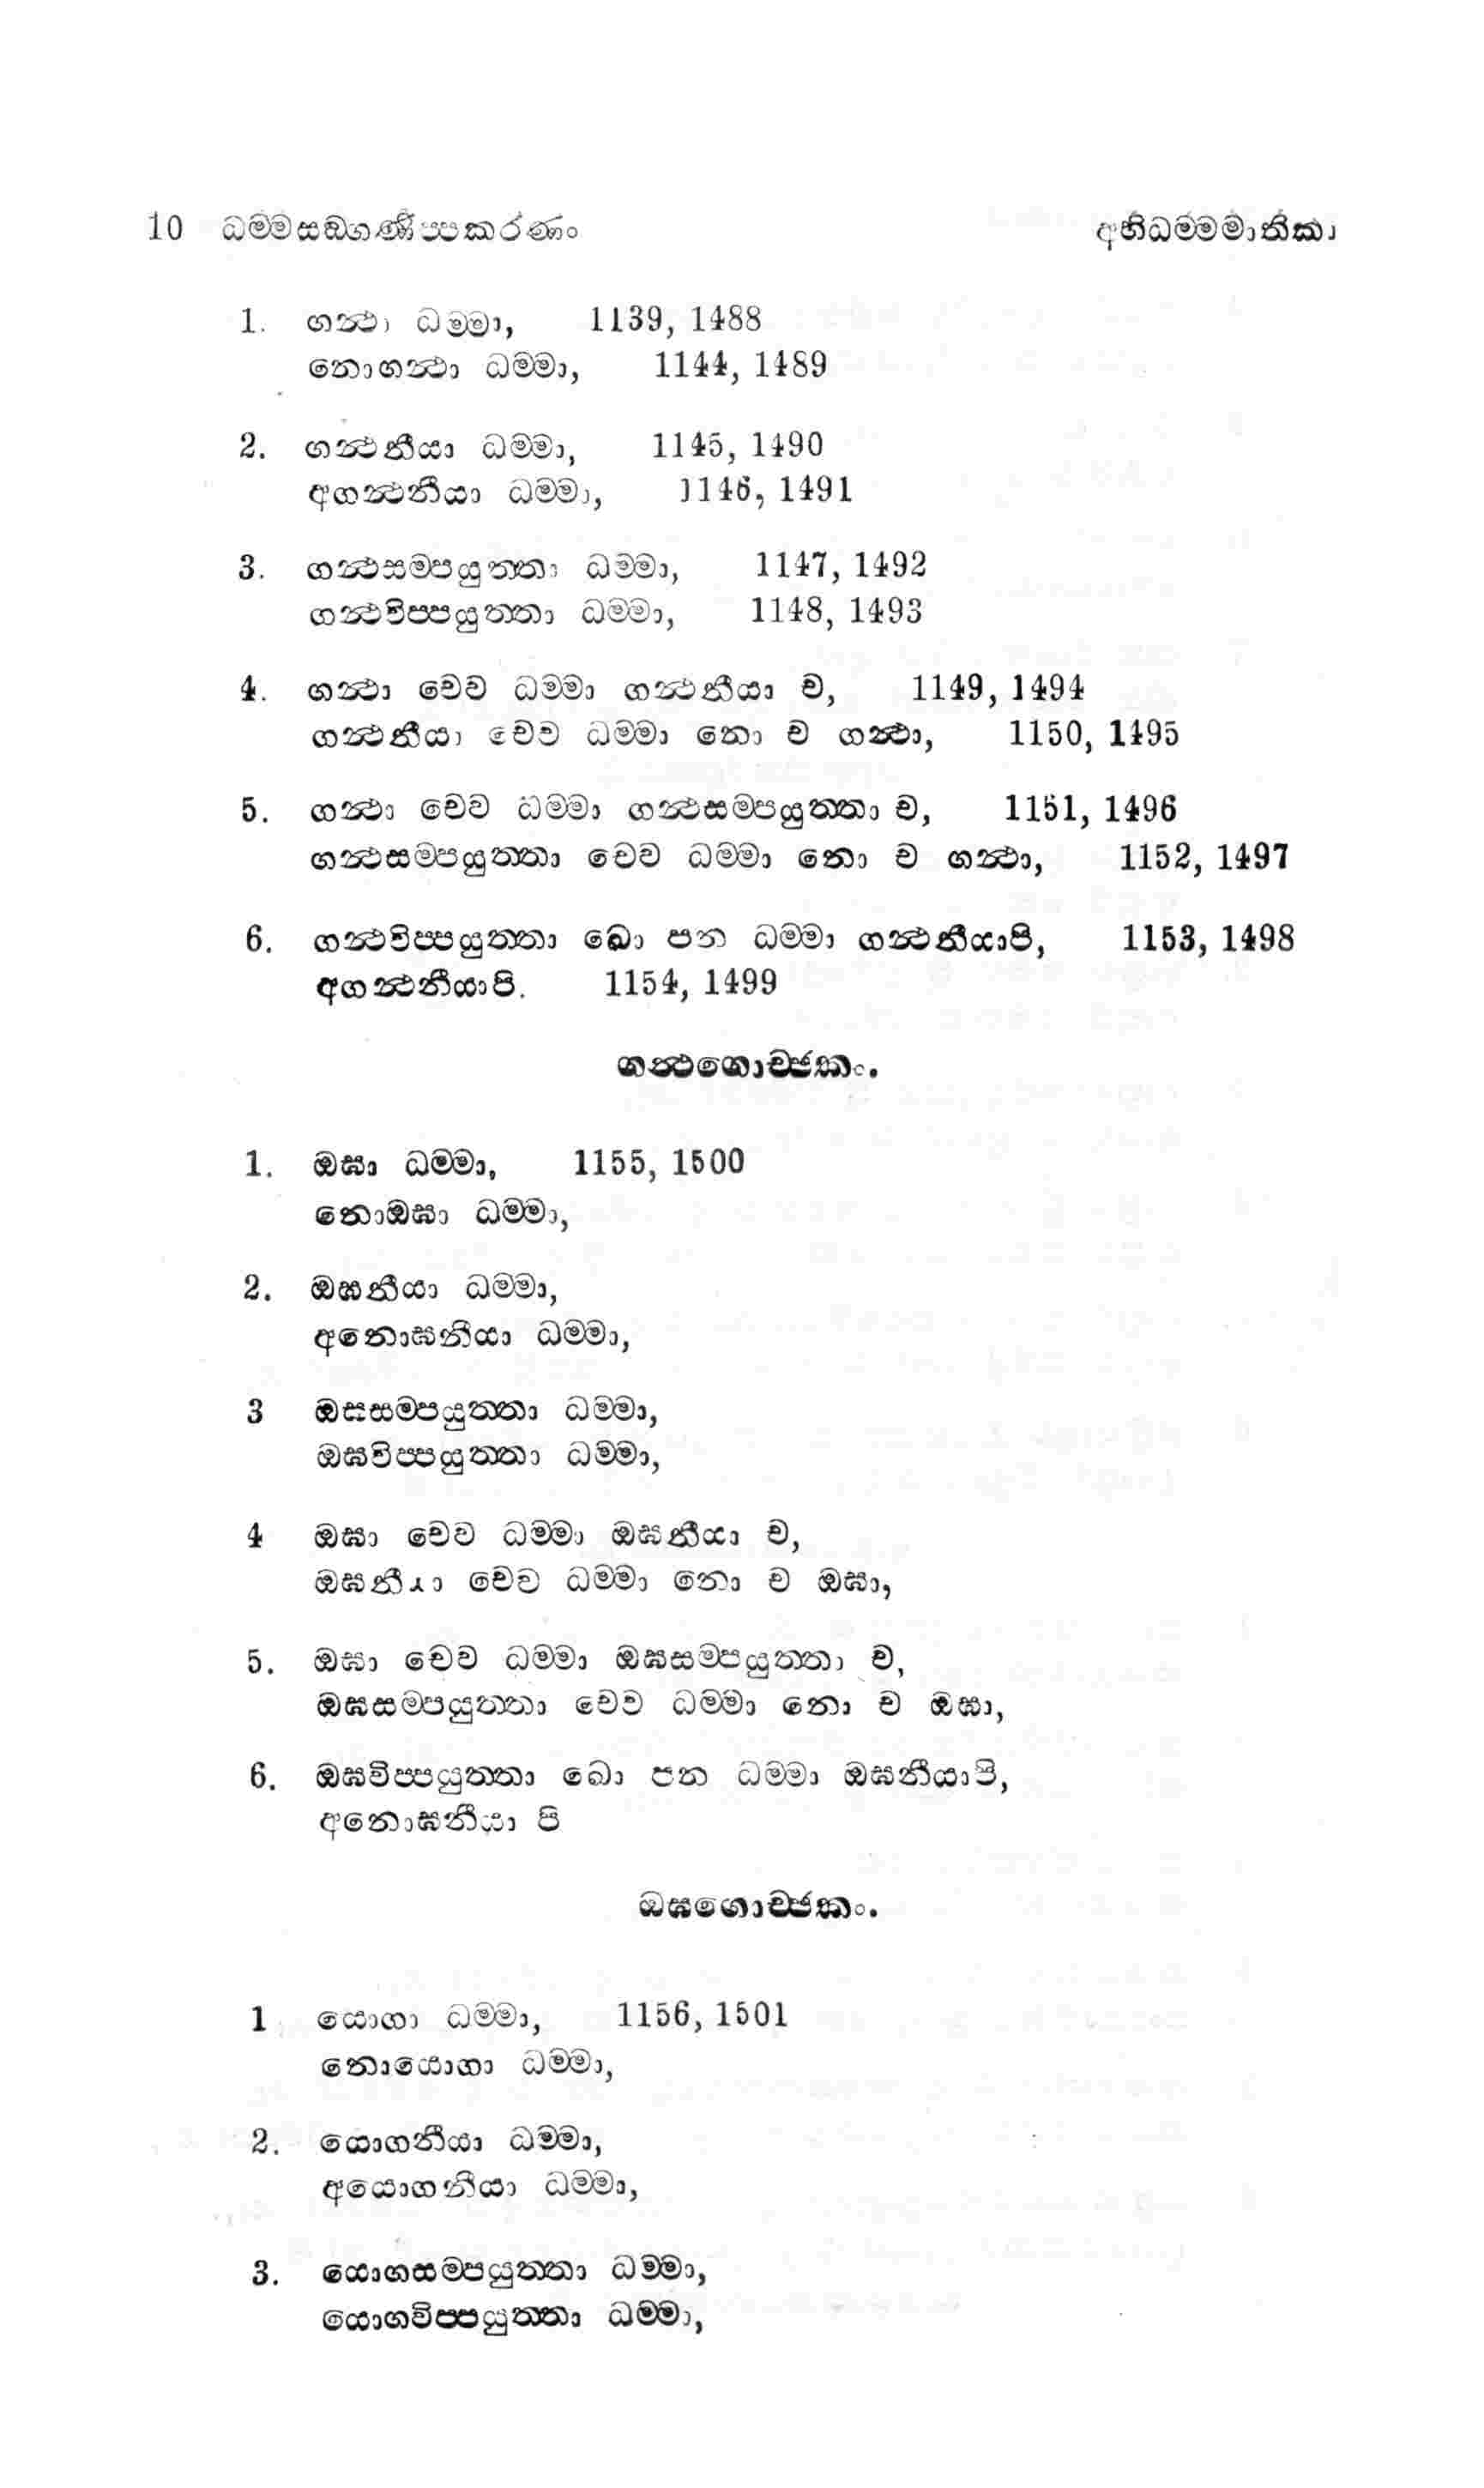 10 ධම්මසඞ්ගණිප්පකරණං අභිධම්මමාතිකා
1. ගන්‍ථා ධම්මා, 1139, 1488
නොගන්‍ථා ධම්මා, 1144, 1489
2. ගන්‍ථනීයා ධම්මා, 1145, 1490
අගන්‍ථනීයා ධම්මා, 1146, 1491
3. ගන්‍ථසම්පයුත්තා ධම්මා, 1147, 1492
ගන්‍ථවිප්පයුත්තා ධම්මා, 1148, 1493
4. ගන්‍ථා චෙව ධම්මා ගන්‍ථනීයා ච, 1149, 1494
ගන්‍ථනීයා චෙව ධම්මා නො ච ගන්‍ථා, 1150, 1495
5. ගන්‍ථා චෙව ධම්මා ගන්‍ථසම්පයුත්තා ච, 1151, 1496
ගන්‍ථසම්පයුත්තා චෙව ධම්මා නො ච ගන්‍ථා, 1152, 1497
6. ගන්‍ථවිප්පයුත්තා ඛො පන ධම්මා ගන්‍ථනීයාපි, 1153, 1498
අගන්‍ථනීයාපි. 1154, 1499
ගන්‍ථගොච්ඡකං.
1. ඔඝා ධම්මා, 1155, 1500
නොඔඝා ධම්මා,
2. ඔඝනීයා ධම්මා,
අනොඝනීයා ධම්මා,
3 ඔඝසම්පයුත්තා ධම්මා,
ඔඝවිප්පයුත්තා ධම්මා,
4 ඔඝා චෙව ධම්මා ඔඝනීයා ච,
ඔඝනීයා චෙව ධම්මා නො ච ඔඝා,
5. ඔඝා චෙව ධම්මා ඔඝසම්පයුත්තා ච,
ඔඝසම්පයුත්තා චෙව ධම්මා නො ච ඔඝා,
6. ඔඝවිප්පයුත්තා ඛො පන ධම්මා ඔඝනීයාපි,
අනොඝනීයා පි
ඔඝගොච්ඡකං.
1 යොගා ධම්මා, 1156, 1501
නොයොගා ධම්මා,
2. යොගනීයා ධම්මා,
අයොගනීයා ධම්මා,
3. යොගසම්පයුත්තා ධම්මා,
යොගවිප්පයුත්තා ධම්මා,